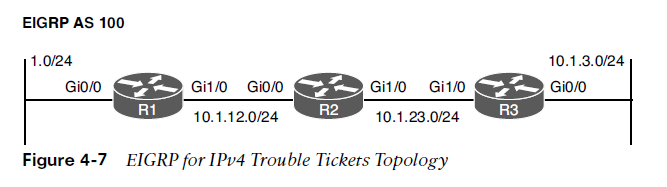 EIGRP AS 100
1.0/24
10.1.3.0/24
Gi0/0
Gi1/0
Gi0/0
Gi1/0
Gi1/0
Gi0/0
R1
R2
R3
10.1.12.0/24
10.1.23.0/24
Figure 4-7 EIGRP for IPv4 Trouble Tickets Topology